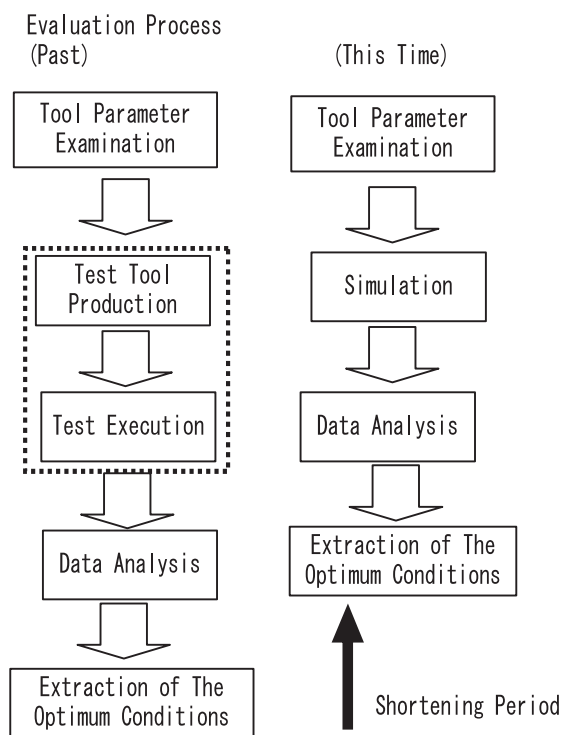 Evaluation Process
(Past)
Tool Parameter
Examination
Test Tool
Production
Test Execution
Data Analysis
Extraction of The
Optimum Conditions
(This Time)
Tool Parameter
Examination
Simulation
Data Analysis
Extraction of The
Optimum Conditions
Shortening Period